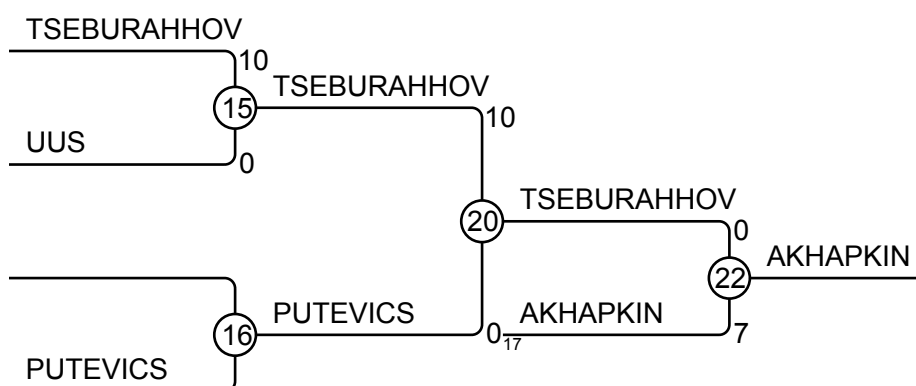 TSEBURAHHOV
10
TSEBURAHHOV
15
10
UUS
0
TSEBURAHHOV
20
0
AKHAPKIN
22
PUTEVICS
AKHAPKIN
16
0
17
7
PUTEVICS